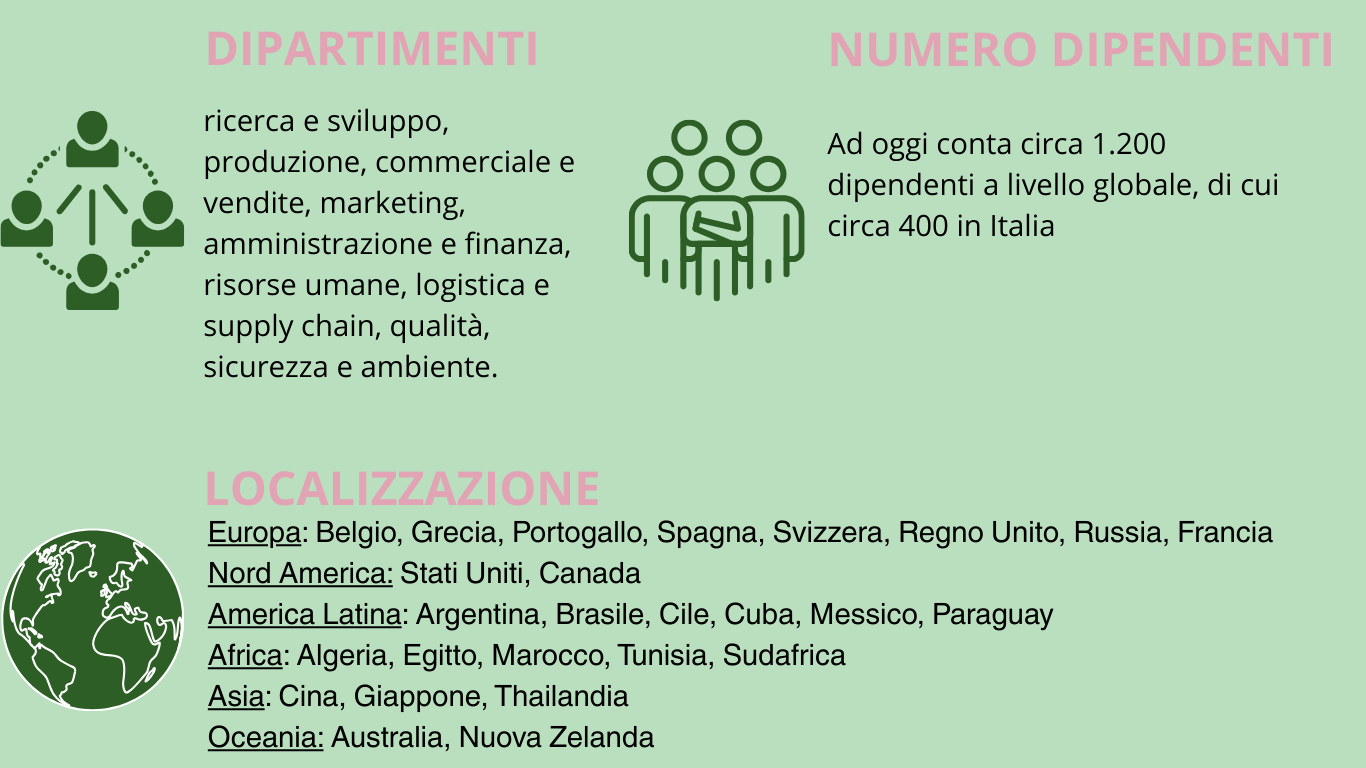 DIPARTIMENTI
ricerca e sviluppo,
produzione, commerciale e
vendite, marketing,
amministrazione e finanza,
risorse umane, logistica e
supply chain, qualità,
sicurezza e ambiente.
NUMERO DIPENDENTI
Ad oggi conta circa 1.200
dipendenti a livello globale, di cui
circa 400 in Italia
LOCALIZZAZIONE
Europa: Belgio, Grecia, Portogallo, Spagna, Svizzera, Regno Unito, Russia, Francia
Nord America: Stati Uniti, Canada
America Latina: Argentina, Brasile, Cile, Cuba, Messico, Paraguay
Africa: Algeria, Egitto, Marocco, Tunisia, Sudafrica
Asia: Cina, Giappone, Thailandia
Oceania: Australia, Nuova Zelanda